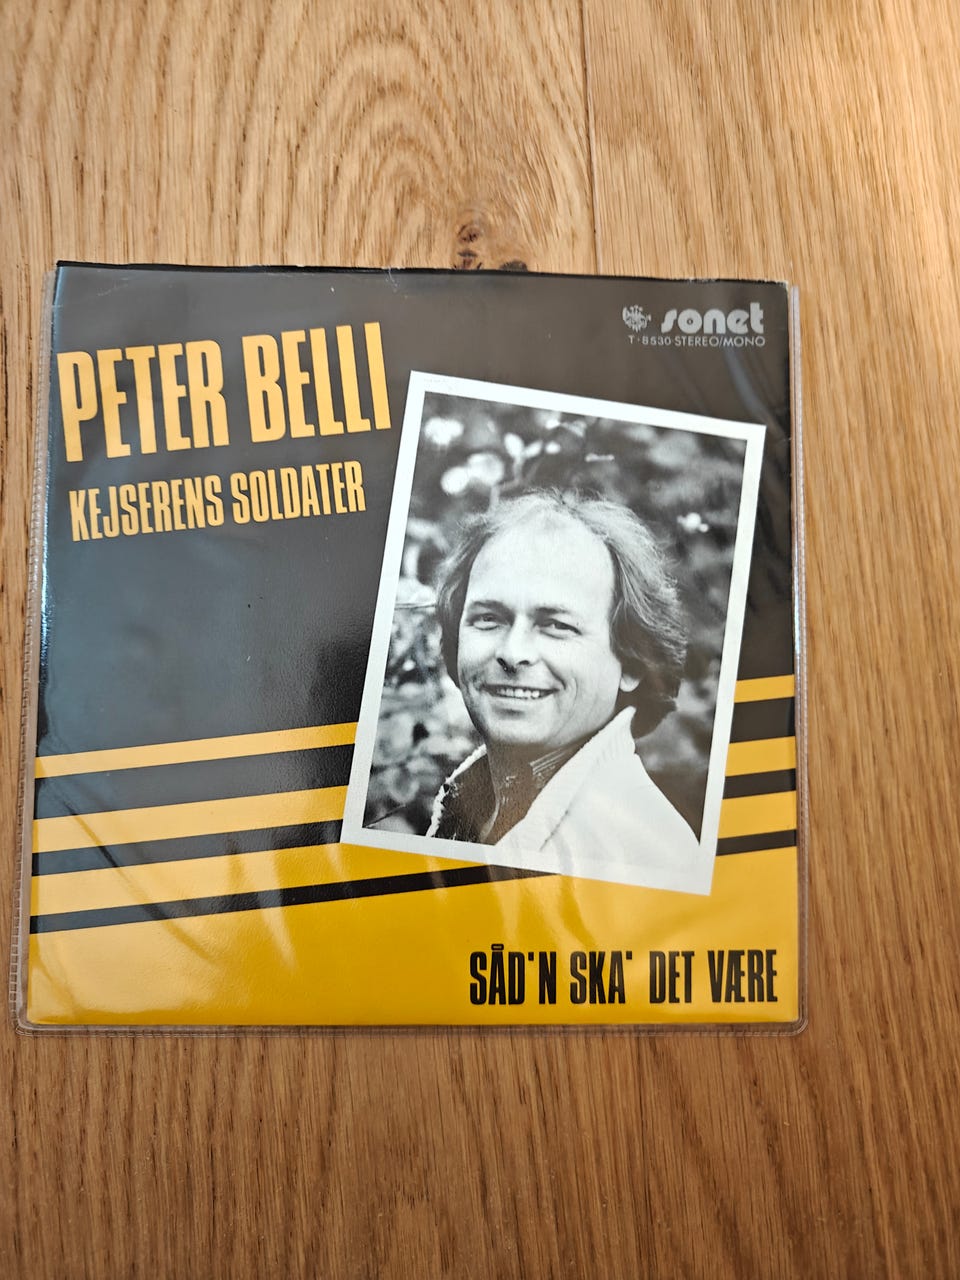 PETER BELLI
KEJSERENS SOLDATER
sonet
T-8530 STEREO/MONO
SÅD'N SKA' DET VÆRE